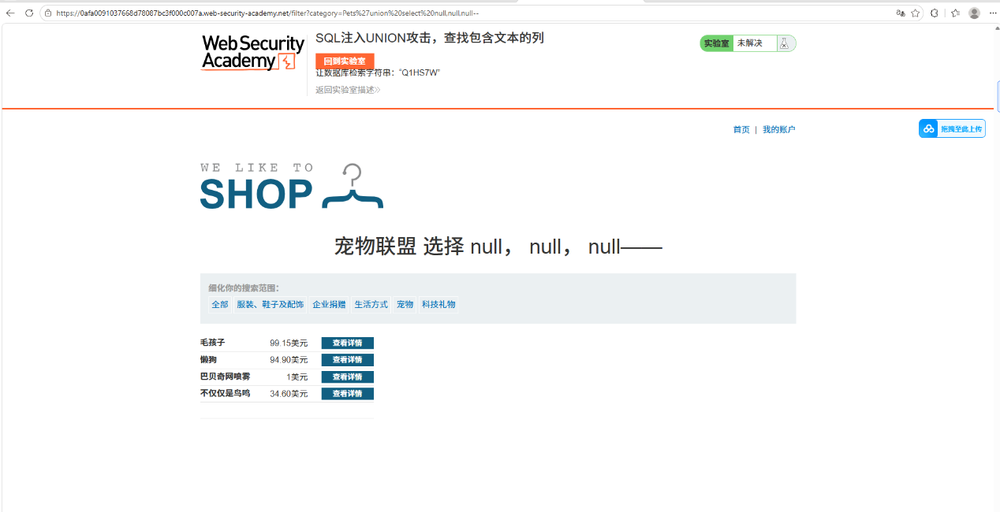 https://0afa0091037668d78087bc3f000c007a.web-security-academy.net/filter?category=Pets%27union%20select%20null,null,null--
Web Security
Academy
SQL注入UNION攻击，查找包含文本的列
实验室 未解决
回到实验室
让数据库检索字符串：“Q1HS7W”
返回实验室描述
首页 | 我的账户
拖拽至此上传
WE LIKE TO
SHOP
宠物联盟 选择 null， null， null——
细化你的搜索范围：
全部 服装、鞋子及配饰 企业捐赠 生活方式 宠物 科技礼物
毛孩子 99.15美元 查看详情
懒狗 94.90美元 查看详情
巴贝奇网喷雾 1美元 查看详情
不仅仅是鸟鸣 34.60美元 查看详情